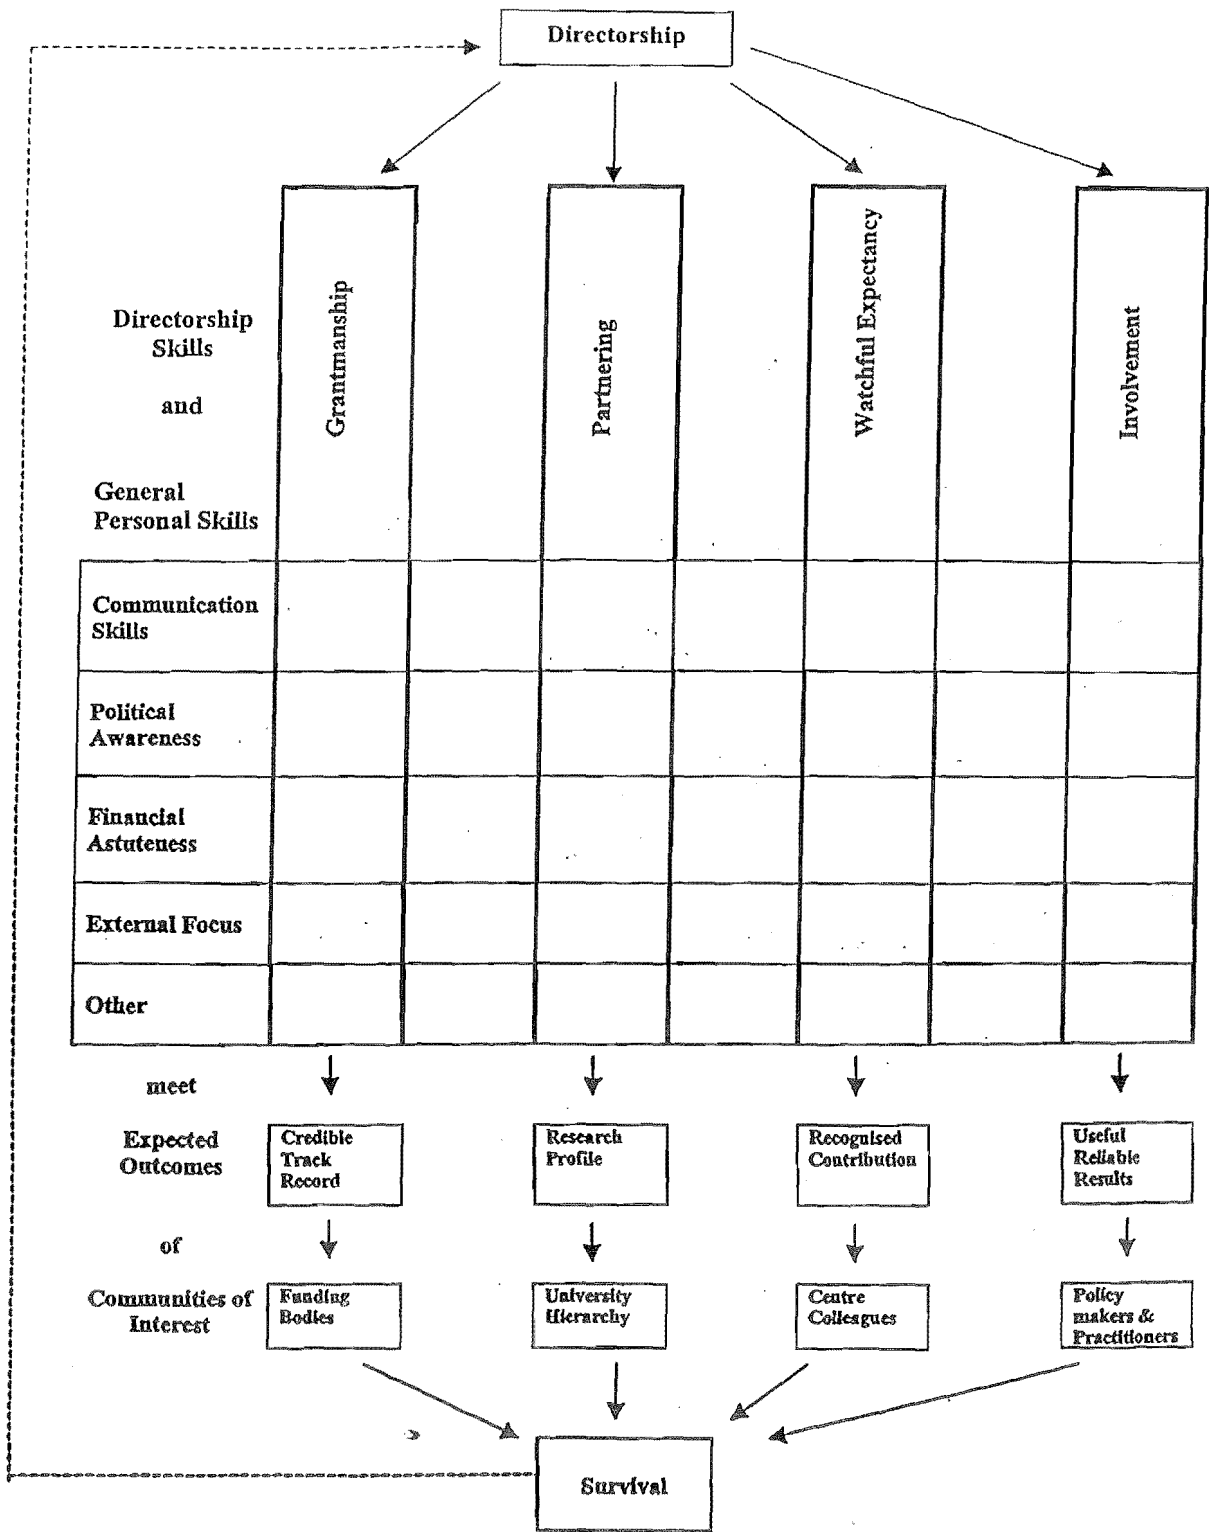 Directorship
Directorship
Skills
and
General
Personal Skills
Grantmanship
Partnering
Watchful Expectancy
Involvement
Communication
Skills
Political
Awareness
Financial
Astuteness
External Focus
Other
meet
Expected
Outcomes
Credible
Track
Record
Research
Profile
Recognised
Contribution
Useful
Reliable
Results
of
Communities of
Interest
Funding
Bodies
University
Hierarchy
Centre
Colleagues
Policy
makers &
Practitioners
Survival